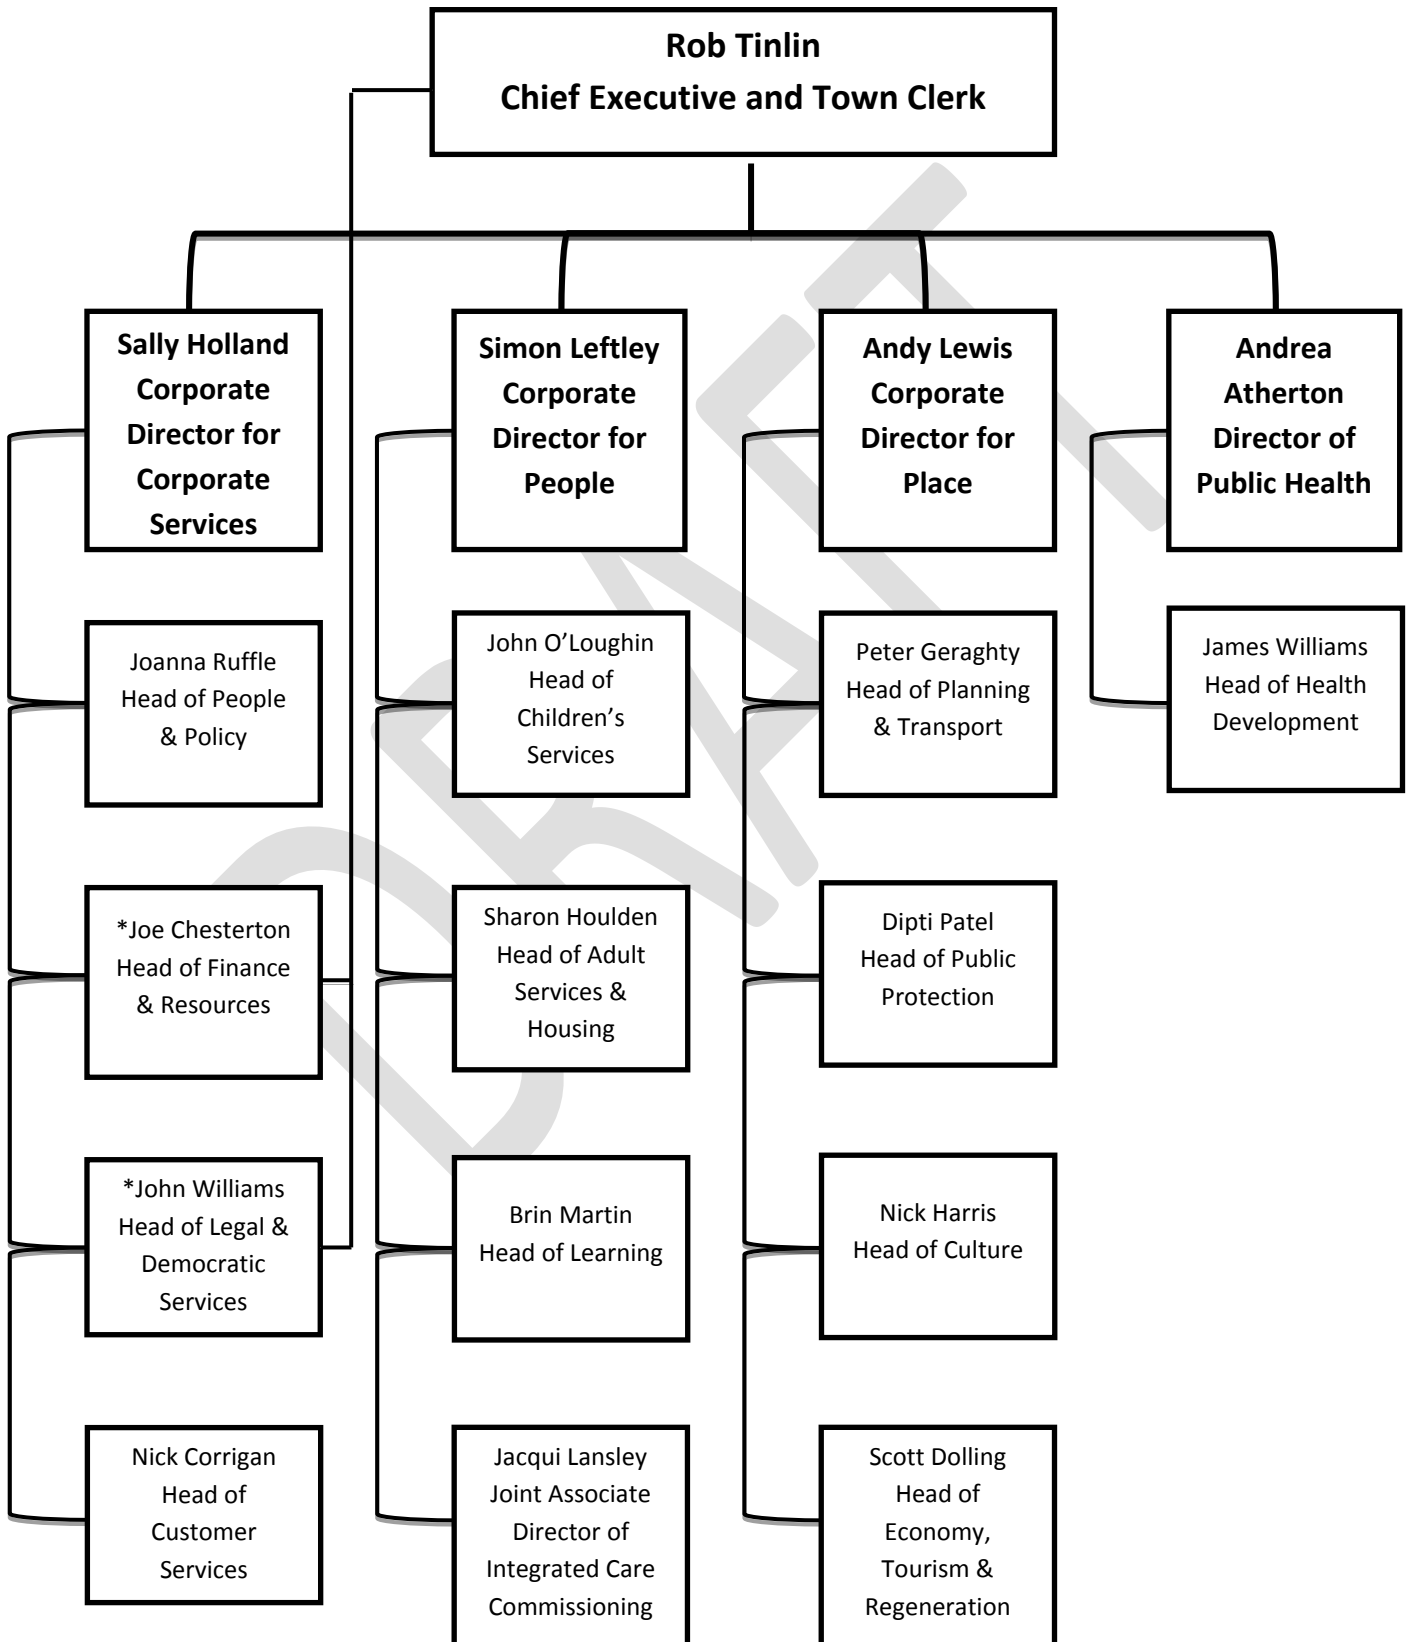 Rob Tinlin
Chief Executive and Town Clerk
Sally Holland
Corporate
Director for
Corporate
Services
Simon Leftley
Corporate
Director for
People
Andy Lewis
Corporate
Director for
Place
Andrea
Atherton
Director of
Public Health
Joanna Ruffle
Head of People
& Policy
John O’Loughin
Head of
Children’s
Services
Peter Geraghty
Head of Planning
& Transport
James Williams
Head of Health
Development
*Joe Chesterton
Head of Finance
& Resources
Sharon Houlden
Head of Adult
Services &
Housing
Dipti Patel
Head of Public
Protection
*John Williams
Head of Legal &
Democratic
Services
Brin Martin
Head of Learning
Nick Harris
Head of Culture
Nick Corrigan
Head of
Customer
Services
Jacqui Lansley
Joint Associate
Director of
Integrated Care
Commissioning
Scott Dolling
Head of
Economy,
Tourism &
Regeneration
DRAFT